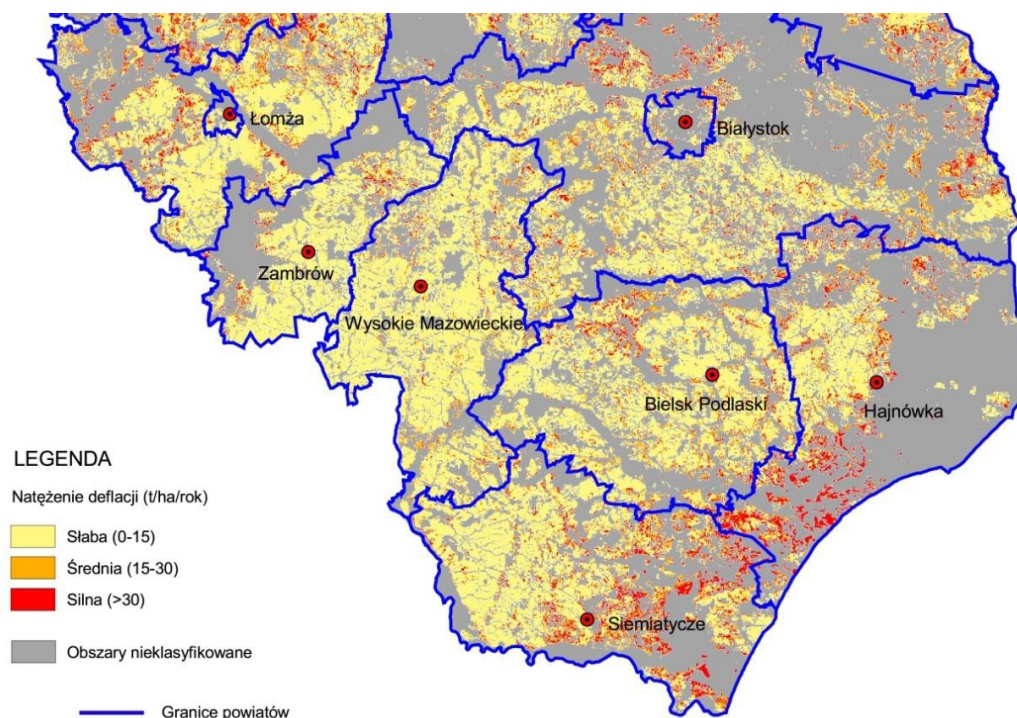 Łomża
Białystok
Zambrów
Wysokie Mazowieckie
Bielsk Podlaski
Hajnówka
Siemiatycze
LEGENDA
Natężenie deflacji (t/ha/rok)
Słaba (0-15)
Średnia (15-30)
Silna (>30)
Obszary nieklasyfikowane
Granice powiatów